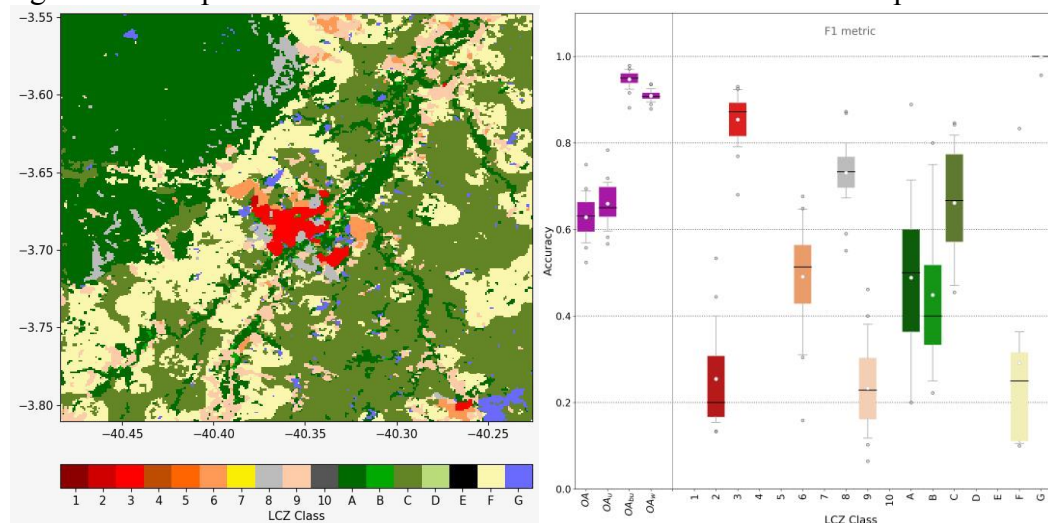 −3.55
−3.60
−3.65
−3.70
−3.75
−3.80
−40.45 −40.40 −40.35 −40.30 −40.25
1 2 3 4 5 6 7 8 9 10 A B C D E F G
LCZ Class
F1 metric
1.0
0.8
0.6
0.4
0.2
0.0
Accuracy
OA OAu OAbu OAw 1 2 3 4 5 6 7 8 9 10 A B C D E F G
LCZ Class